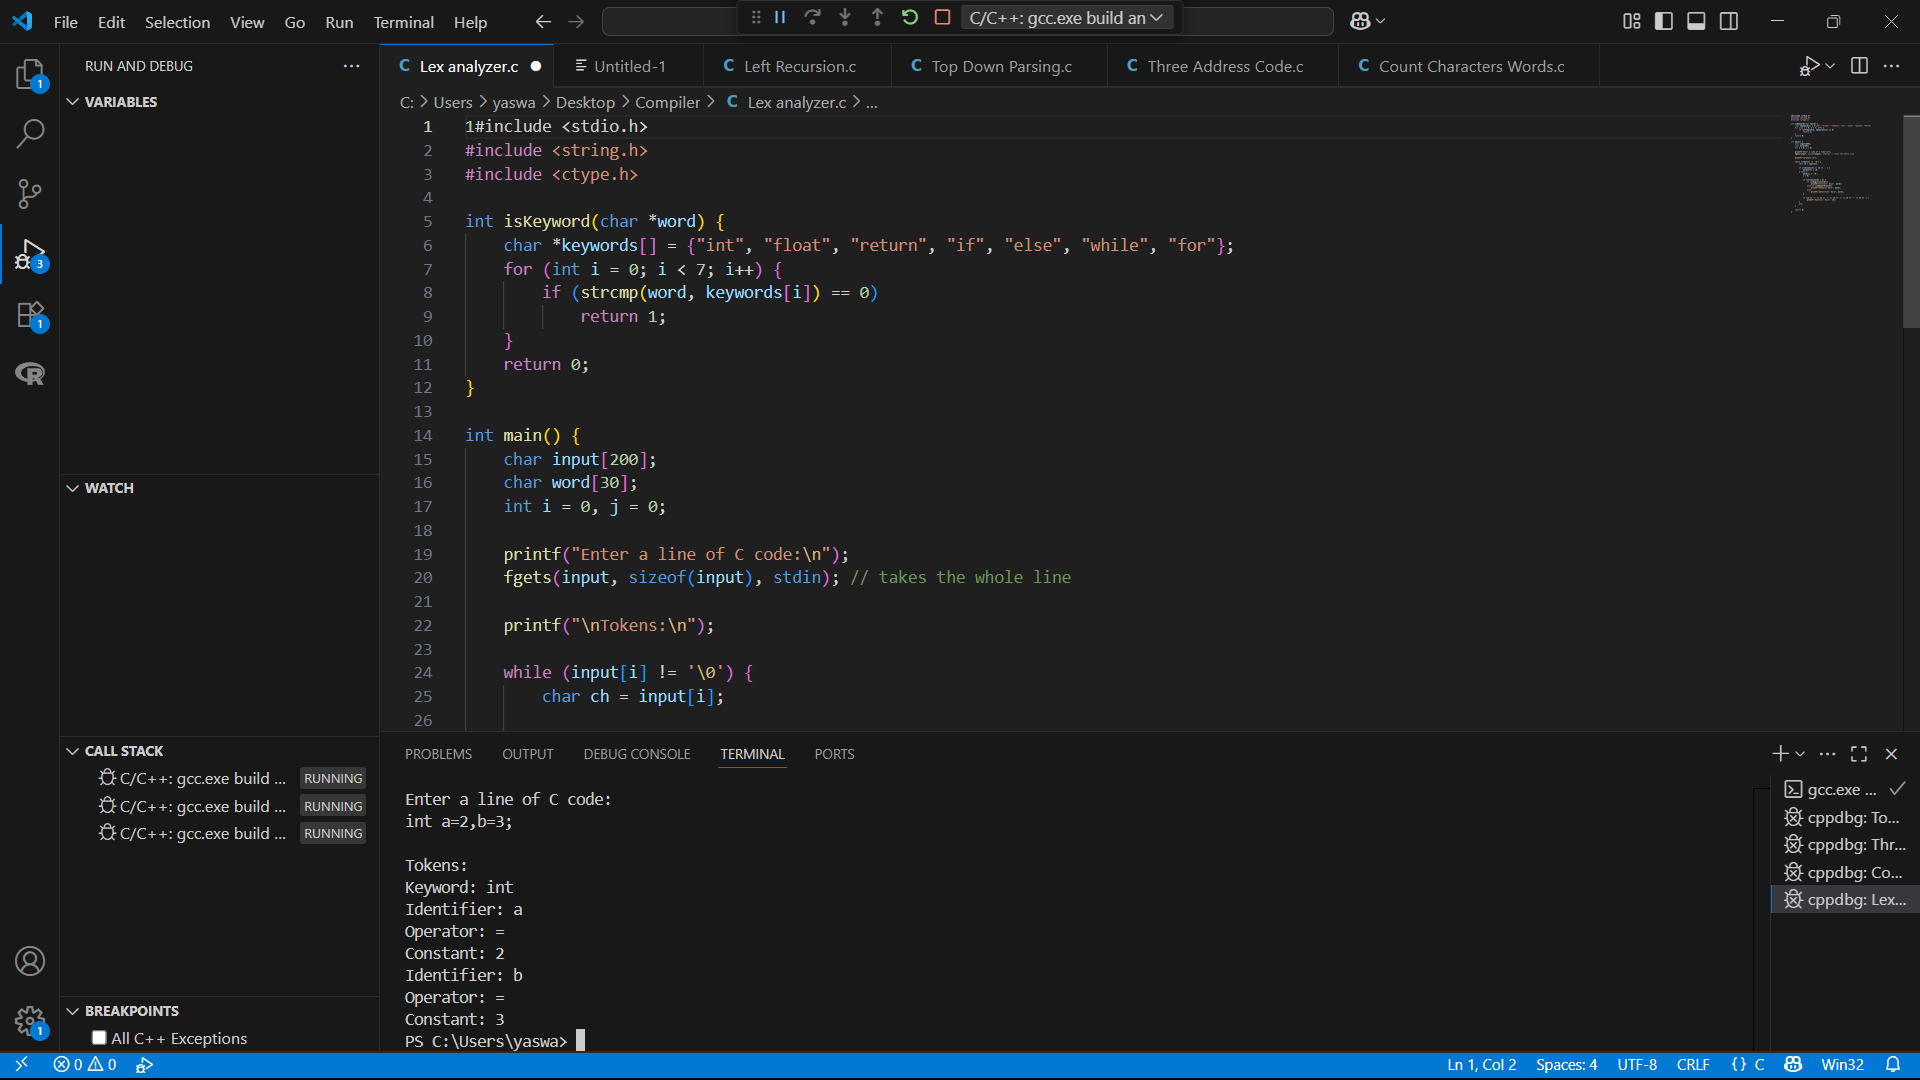 File Edit Selection View Go Run Terminal Help
C/C++: gcc.exe build an
RUN AND DEBUG
VARIABLES
WATCH
CALL STACK
C/C++: gcc.exe build ... RUNNING
C/C++: gcc.exe build ... RUNNING
C/C++: gcc.exe build ... RUNNING
BREAKPOINTS
All C++ Exceptions
1
3
1
1
C Lex analyzer.c
Untitled-1
C Left Recursion.c
C Top Down Parsing.c
C Three Address Code.c
C Count Characters Words.c
C: > Users > yaswa > Desktop > Compiler > C Lex analyzer.c > ...
1 1#include <stdio.h>
2 #include <string.h>
3 #include <ctype.h>
4
5 int isKeyword(char *word) {
6 char *keywords[] = {"int", "float", "return", "if", "else", "while", "for"};
7 for (int i = 0; i < 7; i++) {
8 if (strcmp(word, keywords[i]) == 0)
9 return 1;
10 }
11 return 0;
12 }
13
14 int main() {
15 char input[200];
16 char word[30];
17 int i = 0, j = 0;
18
19 printf("Enter a line of C code:\n");
20 fgets(input, sizeof(input), stdin); // takes the whole line
21
22 printf("\nTokens:\n");
23
24 while (input[i] != '\0') {
25 char ch = input[i];
26
PROBLEMS OUTPUT DEBUG CONSOLE TERMINAL PORTS
Enter a line of C code:
int a=2,b=3;
Tokens:
Keyword: int
Identifier: a
Operator: =
Constant: 2
Identifier: b
Operator: =
Constant: 3
PS C:\Users\yaswa>
gcc.exe ...
cppdbg: To...
cppdbg: Thr...
cppdbg: Co...
cppdbg: Lex...
0 0
Ln 1, Col 2 Spaces: 4 UTF-8 CRLF {} C Win32